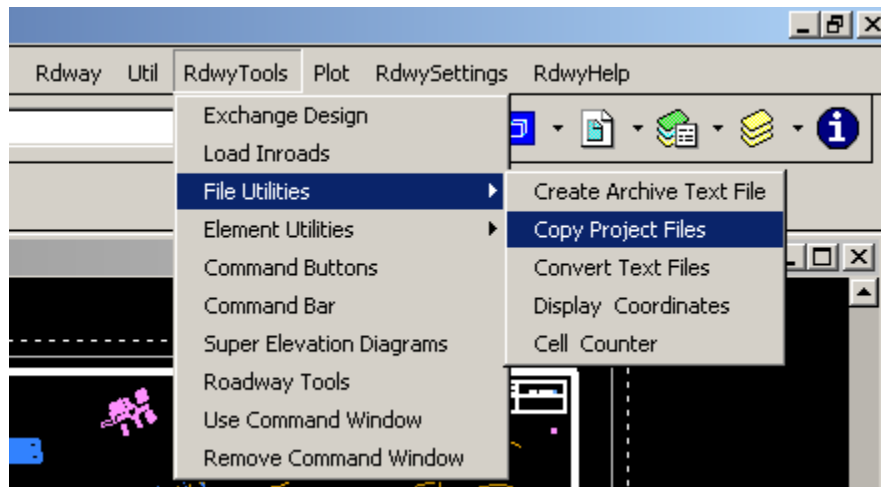 Rdway Util RdwyTools Plot RdwySettings RdwyHelp
Exchange Design
Load Inroads
File Utilities
Element Utilities
Command Buttons
Command Bar
Super Elevation Diagrams
Roadway Tools
Use Command Window
Remove Command Window
Create Archive Text File
Copy Project Files
Convert Text Files
Display Coordinates
Cell Counter